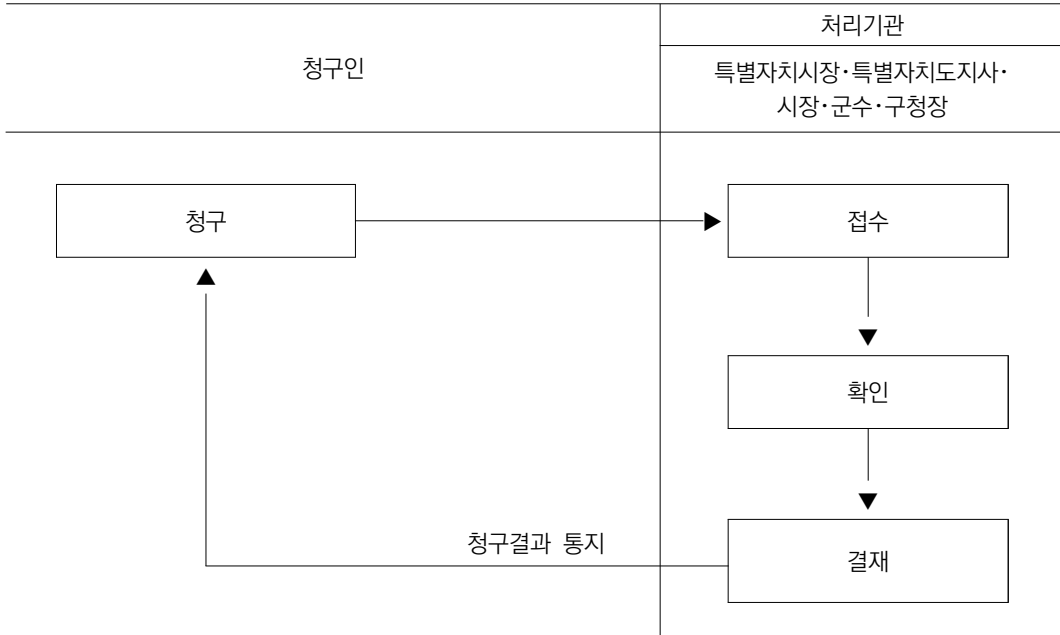 처리기관
청구인
특별자치시장･특별자치도지사･
시장･군수･구청장
청구
접수
확인
청구결과 통지
결재